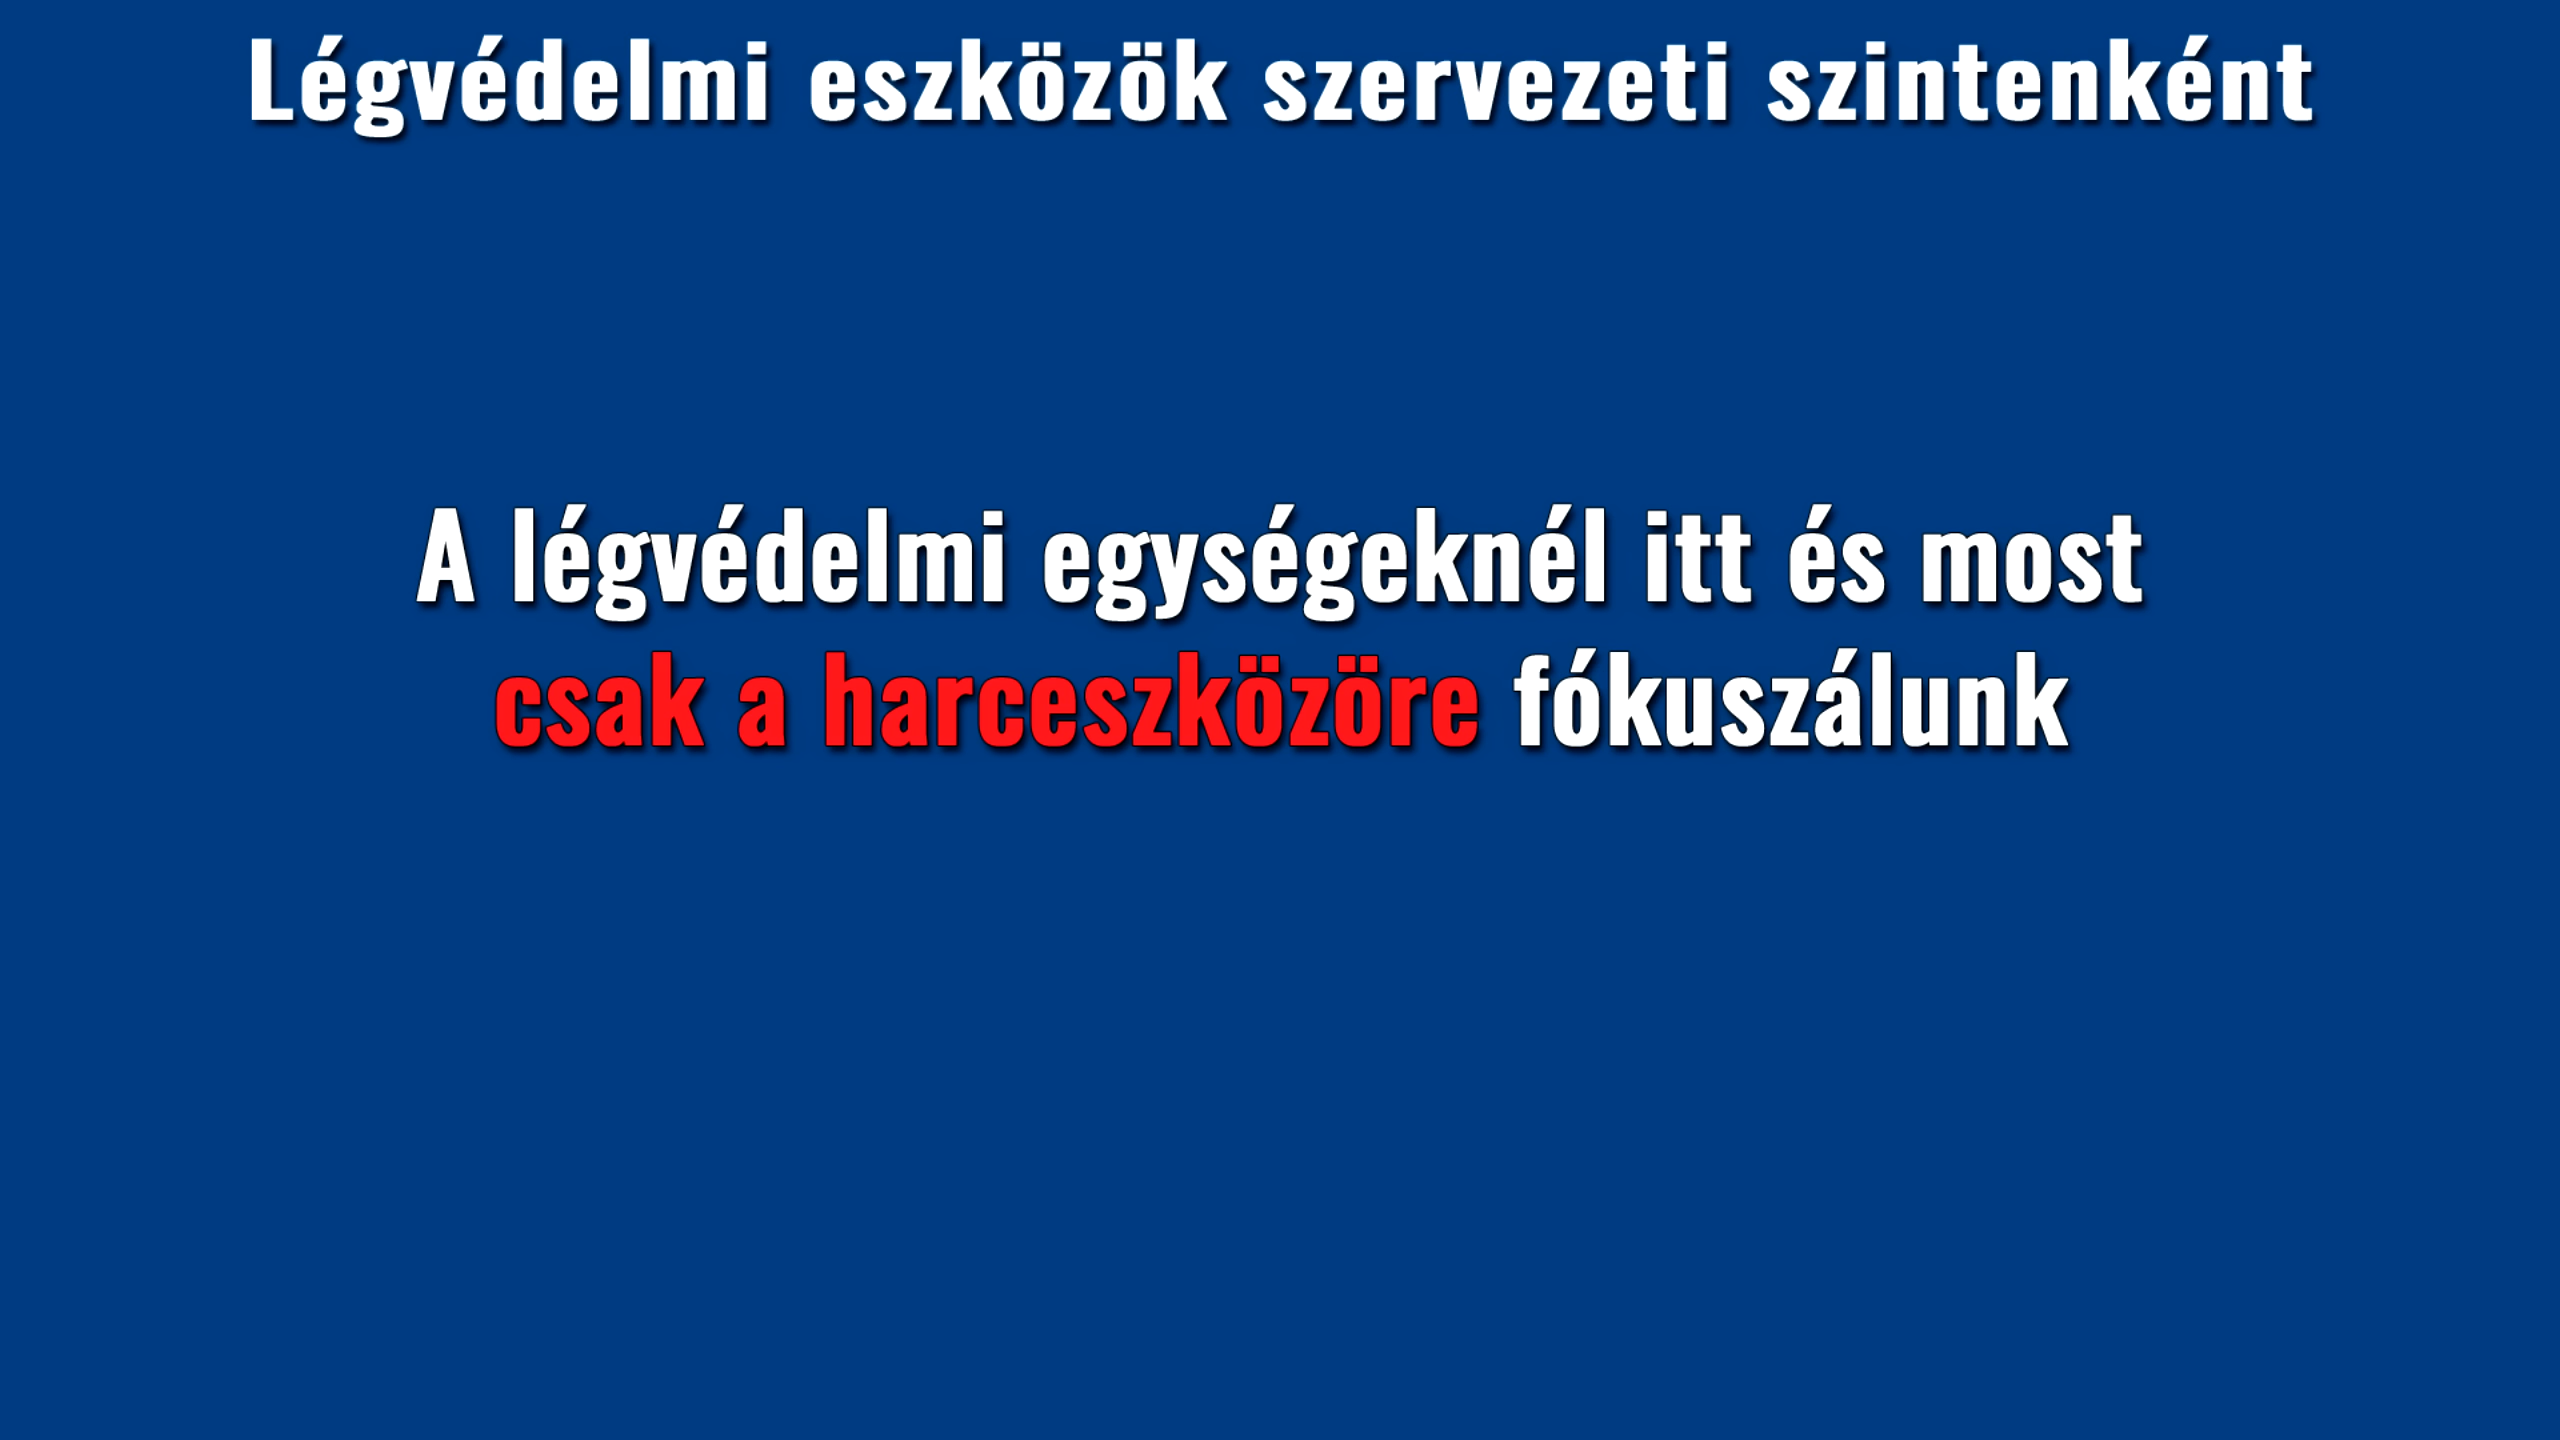 Légvédelmi eszközök szervezeti szintenként
A légvédelmi egységeknél itt és most
csak a harceszközöre fókuszálunk